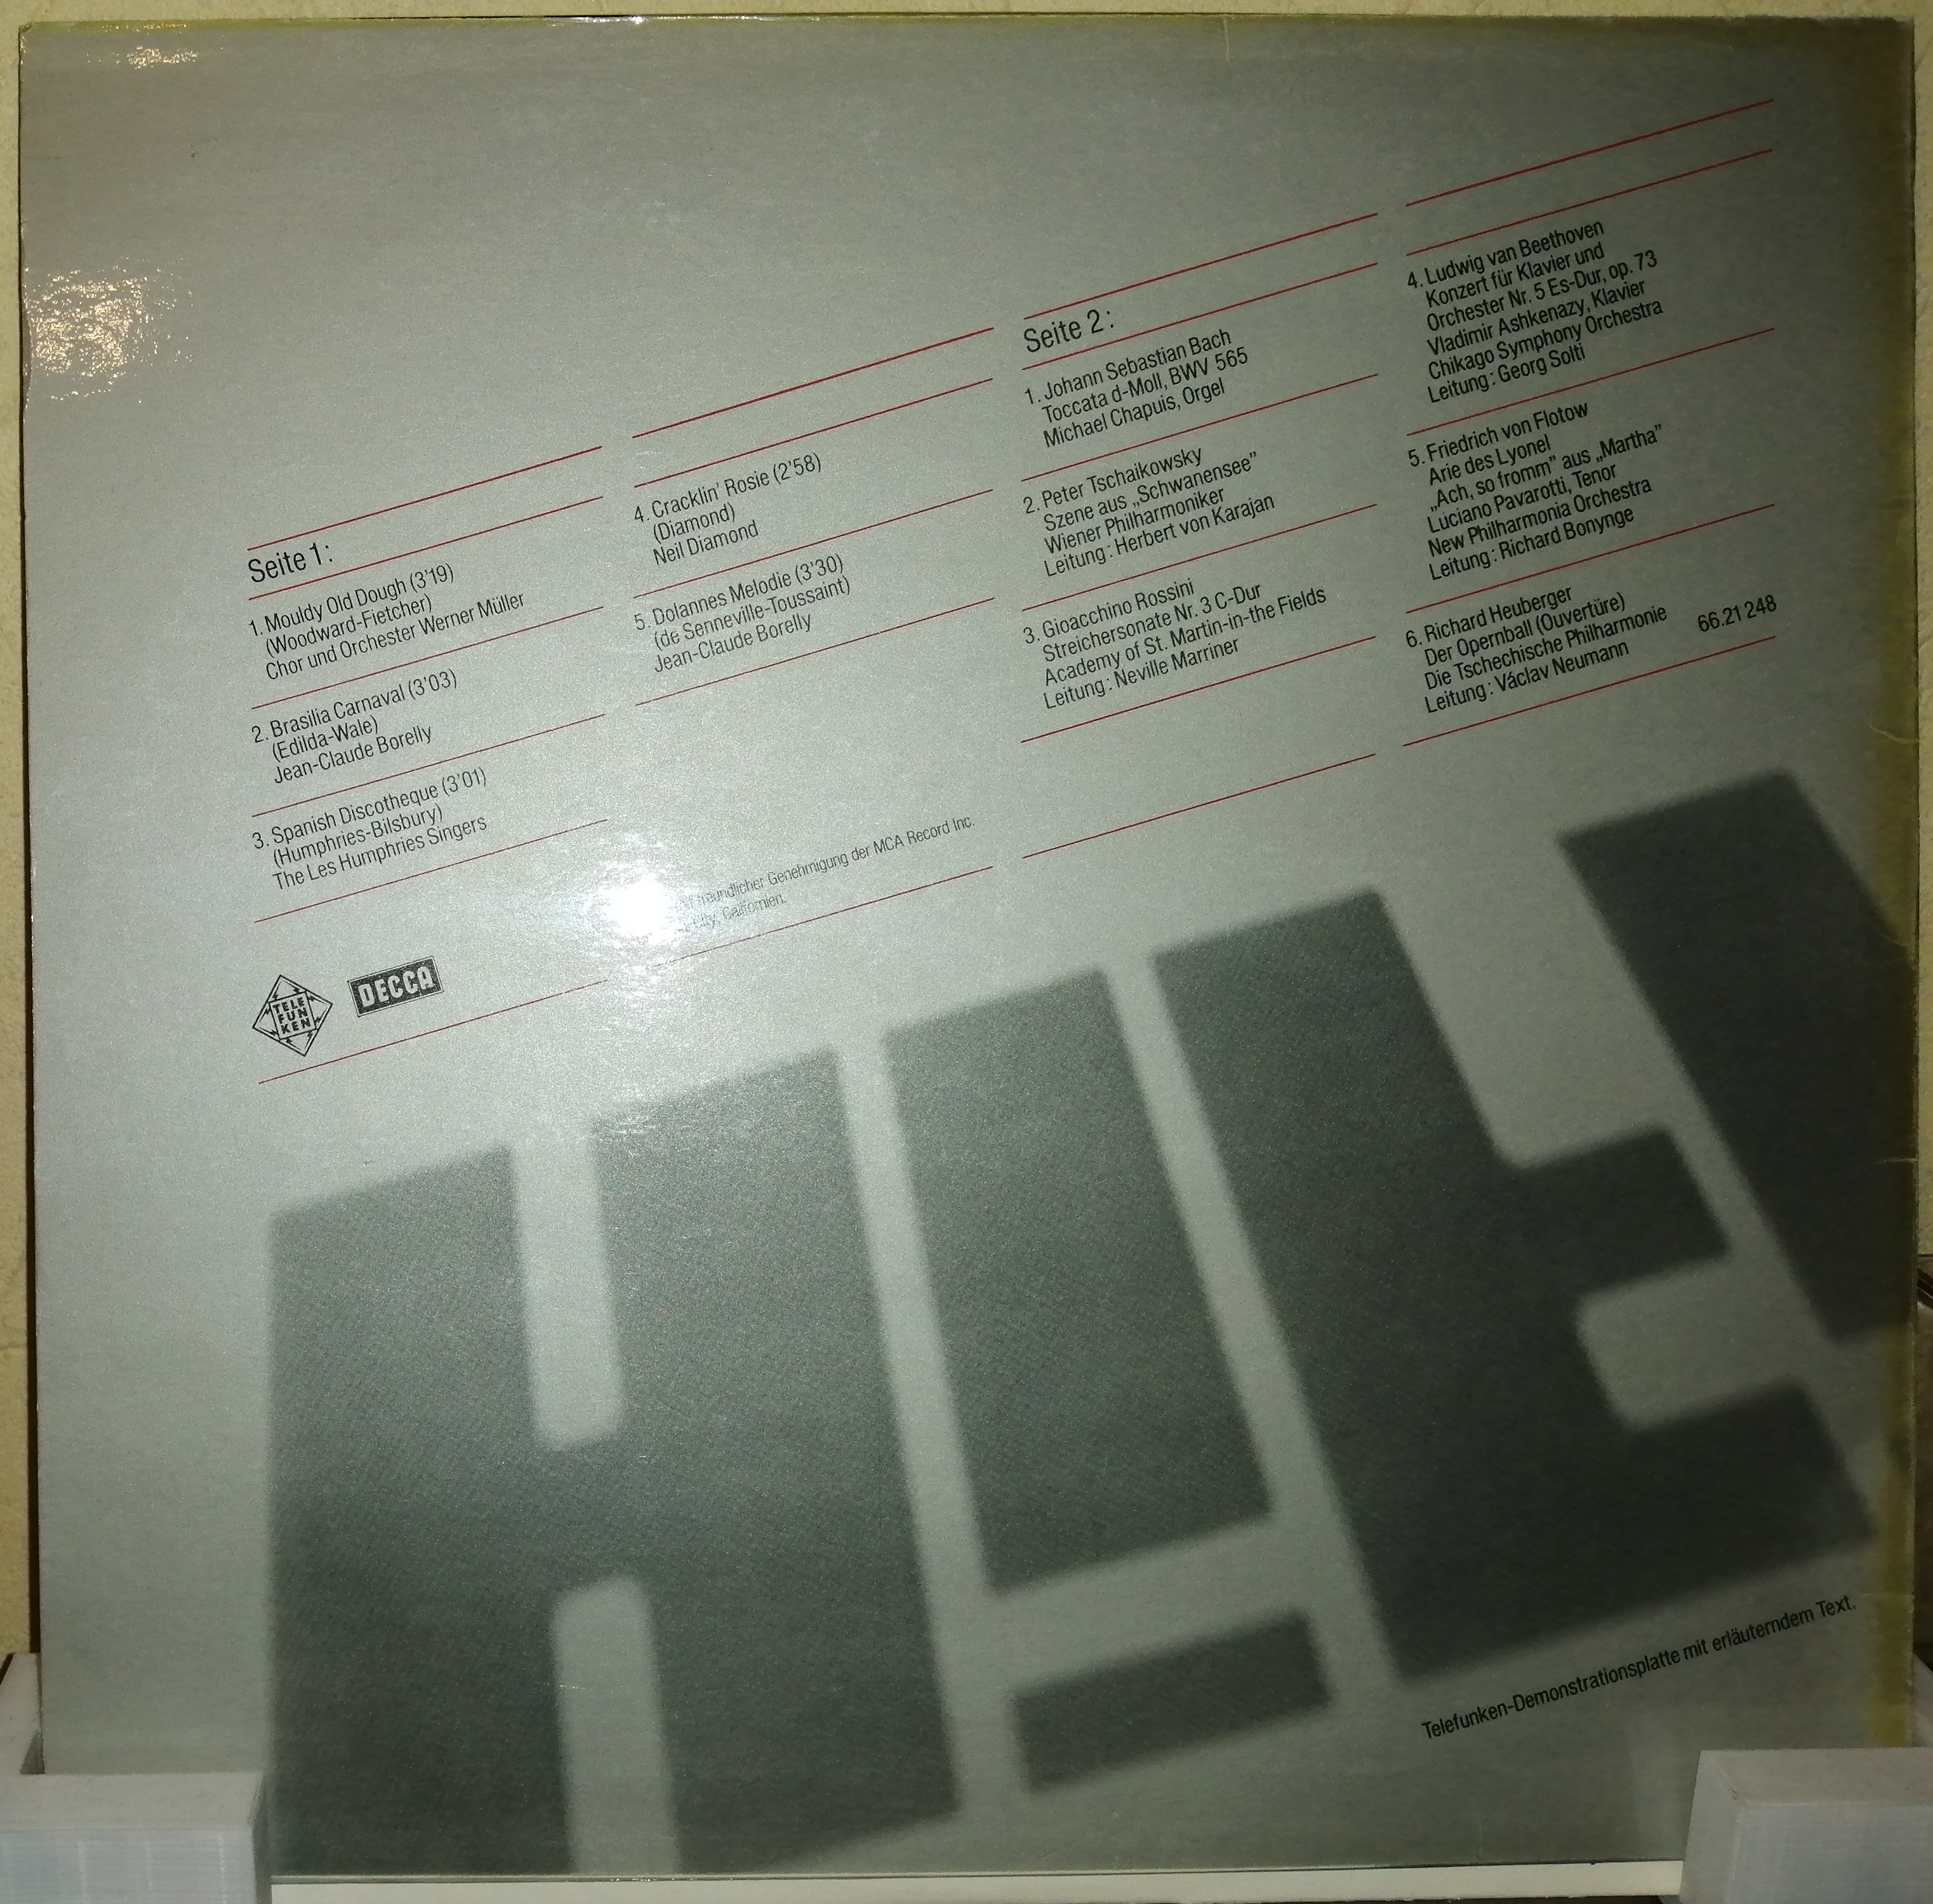 Seite 1:
1. Mouldy Old Dough (3'19)
(Woodward-Fietcher)
Chor und Orchester Werner Müller
2. Brasilia Carnaval (3'03)
(Edilda-Wale)
Jean-Claude Borelly
3. Spanish Discotheque (3'01)
(Humphries-Bilsbury)
The Les Humphries Singers
4. Cracklin' Rosie (2'58)
(Diamond)
Neil Diamond
5. Dolannes Melodie (3'30)
(de Senneville-Toussaint)
Jean-Claude Borelly
freundlicher Genehmigung der MCA Record Inc.
City, Californien.
TELE
FUN
KEN
DECCA
Seite 2:
1. Johann Sebastian Bach
Toccata d-Moll, BWV 565
Michael Chapuis, Orgel
2. Peter Tschaikowsky
Szene aus „Schwanensee”
Wiener Philharmoniker
Leitung: Herbert von Karajan
3. Gioacchino Rossini
Streichersonate Nr. 3 C-Dur
Academy of St. Martin-in-the Fields
Leitung: Neville Marriner
4. Ludwig van Beethoven
Konzert für Klavier und
Orchester Nr. 5 Es-Dur, op. 73
Vladimir Ashkenazy, Klavier
Chikago Symphony Orchestra
Leitung: Georg Solti
5. Friedrich von Flotow
Arie des Lyonel
„Ach, so fromm” aus „Martha”
Luciano Pavarotti, Tenor
New Philharmonia Orchestra
Leitung: Richard Bonynge
6. Richard Heuberger
Der Opernball (Ouvertüre)
Die Tschechische Philharmonie
Leitung: Václav Neumann
66.21 248
Telefunken-Demonstrationsplatte mit erläuterndem Text.